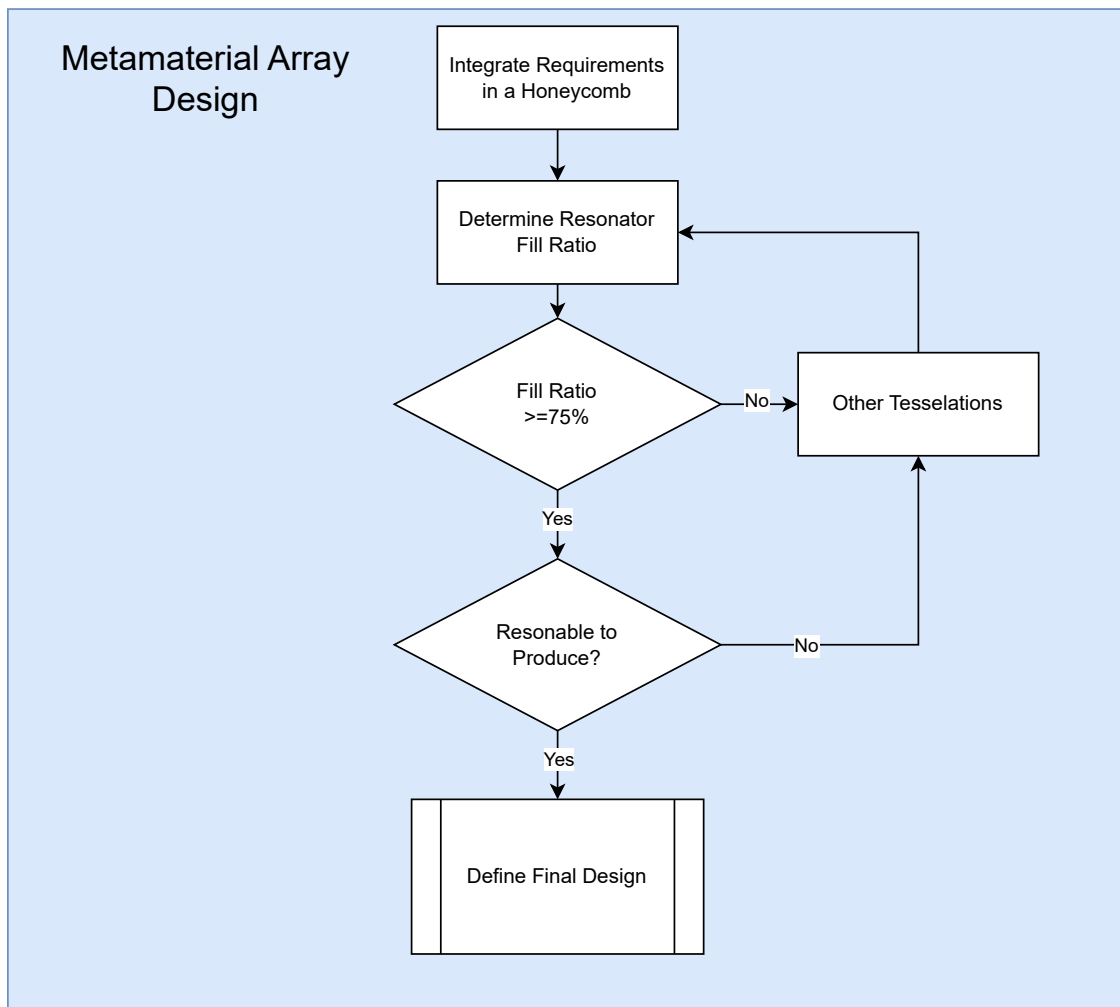 Metamaterial Array
Design
Integrate Requirements
in a Honeycomb
Determine Resonator
Fill Ratio
Fill Ratio
>=75%
No
Other Tesselations
Yes
Resonable to
Produce?
No
Yes
Define Final Design